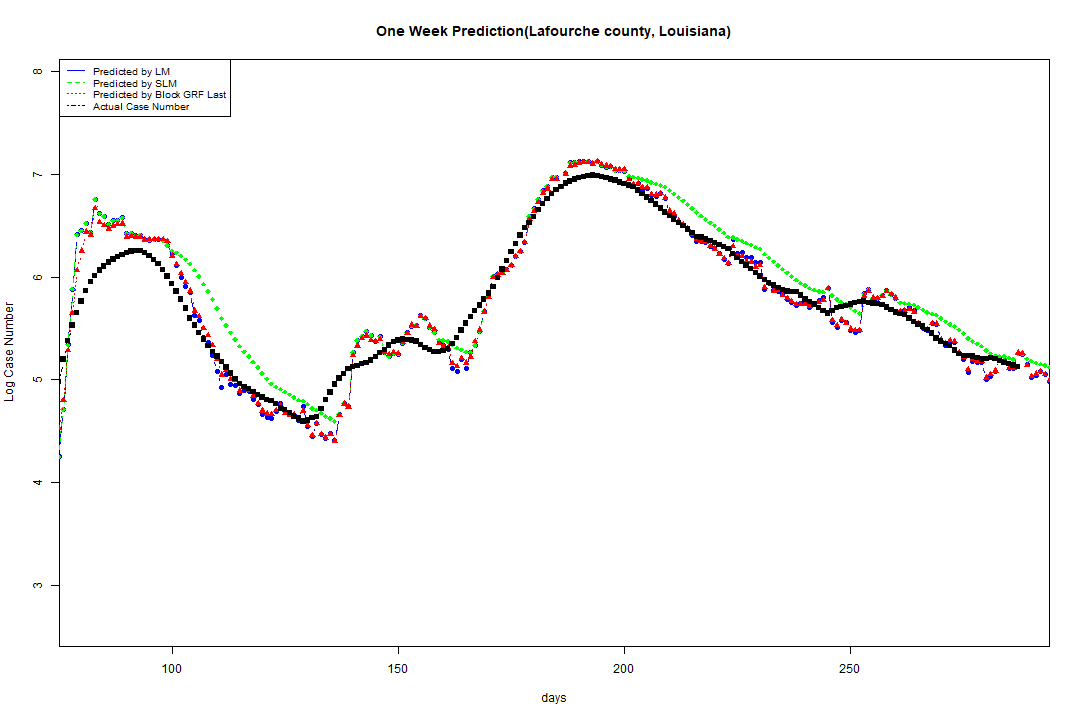 One Week Prediction(Lafourche county, Louisiana)
Predicted by LM
Predicted by SLM
Predicted by Block GRF Last
Actual Case Number
8
7
6
5
4
3
Log Case Number
100 150 200 250
days